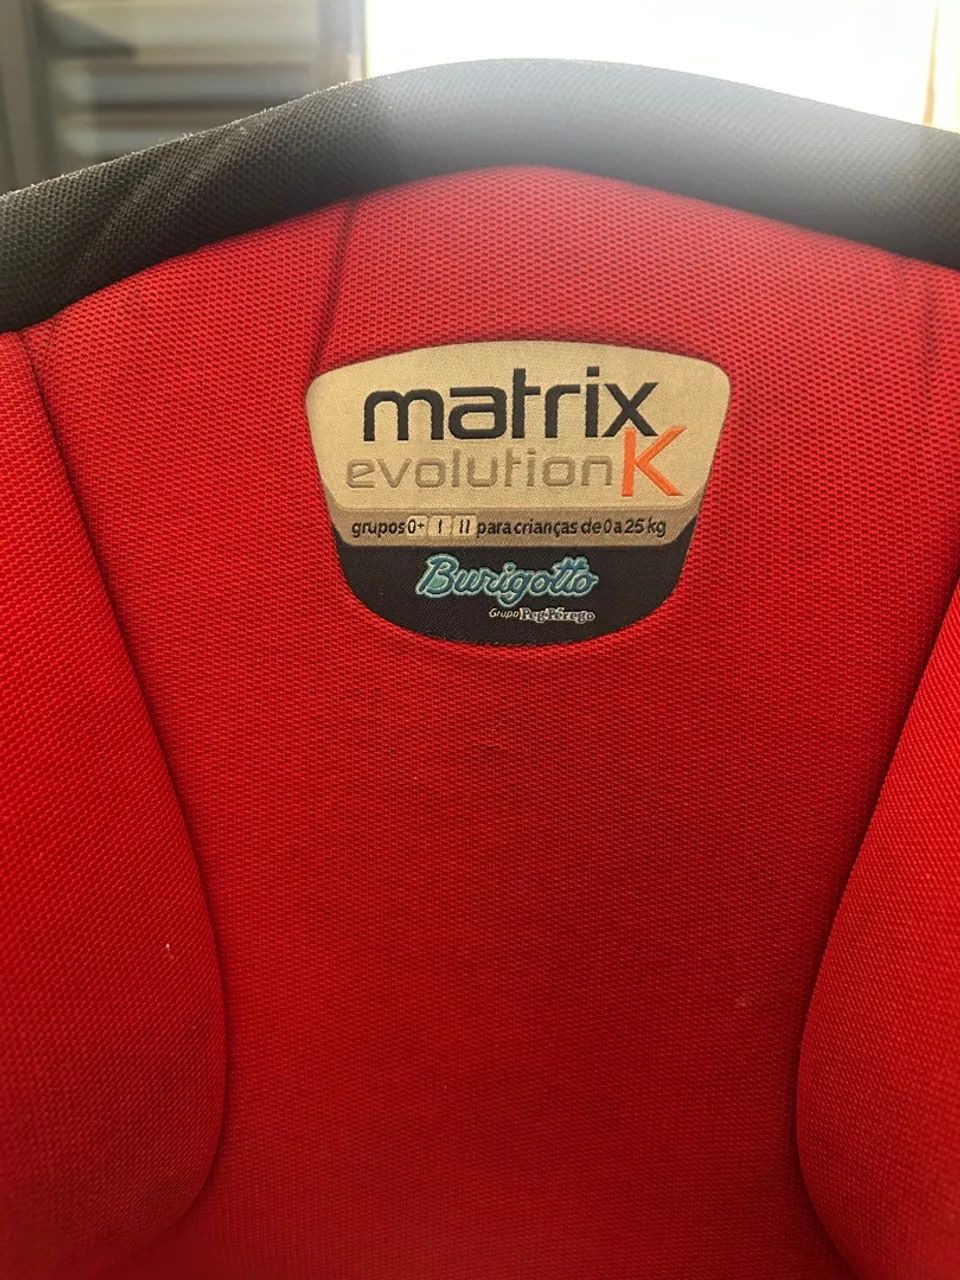 matrix
evolution K
grupos 0+ I II para crianças de 0 a 25 kg
Burigotto
Grupo Peg-Pérego